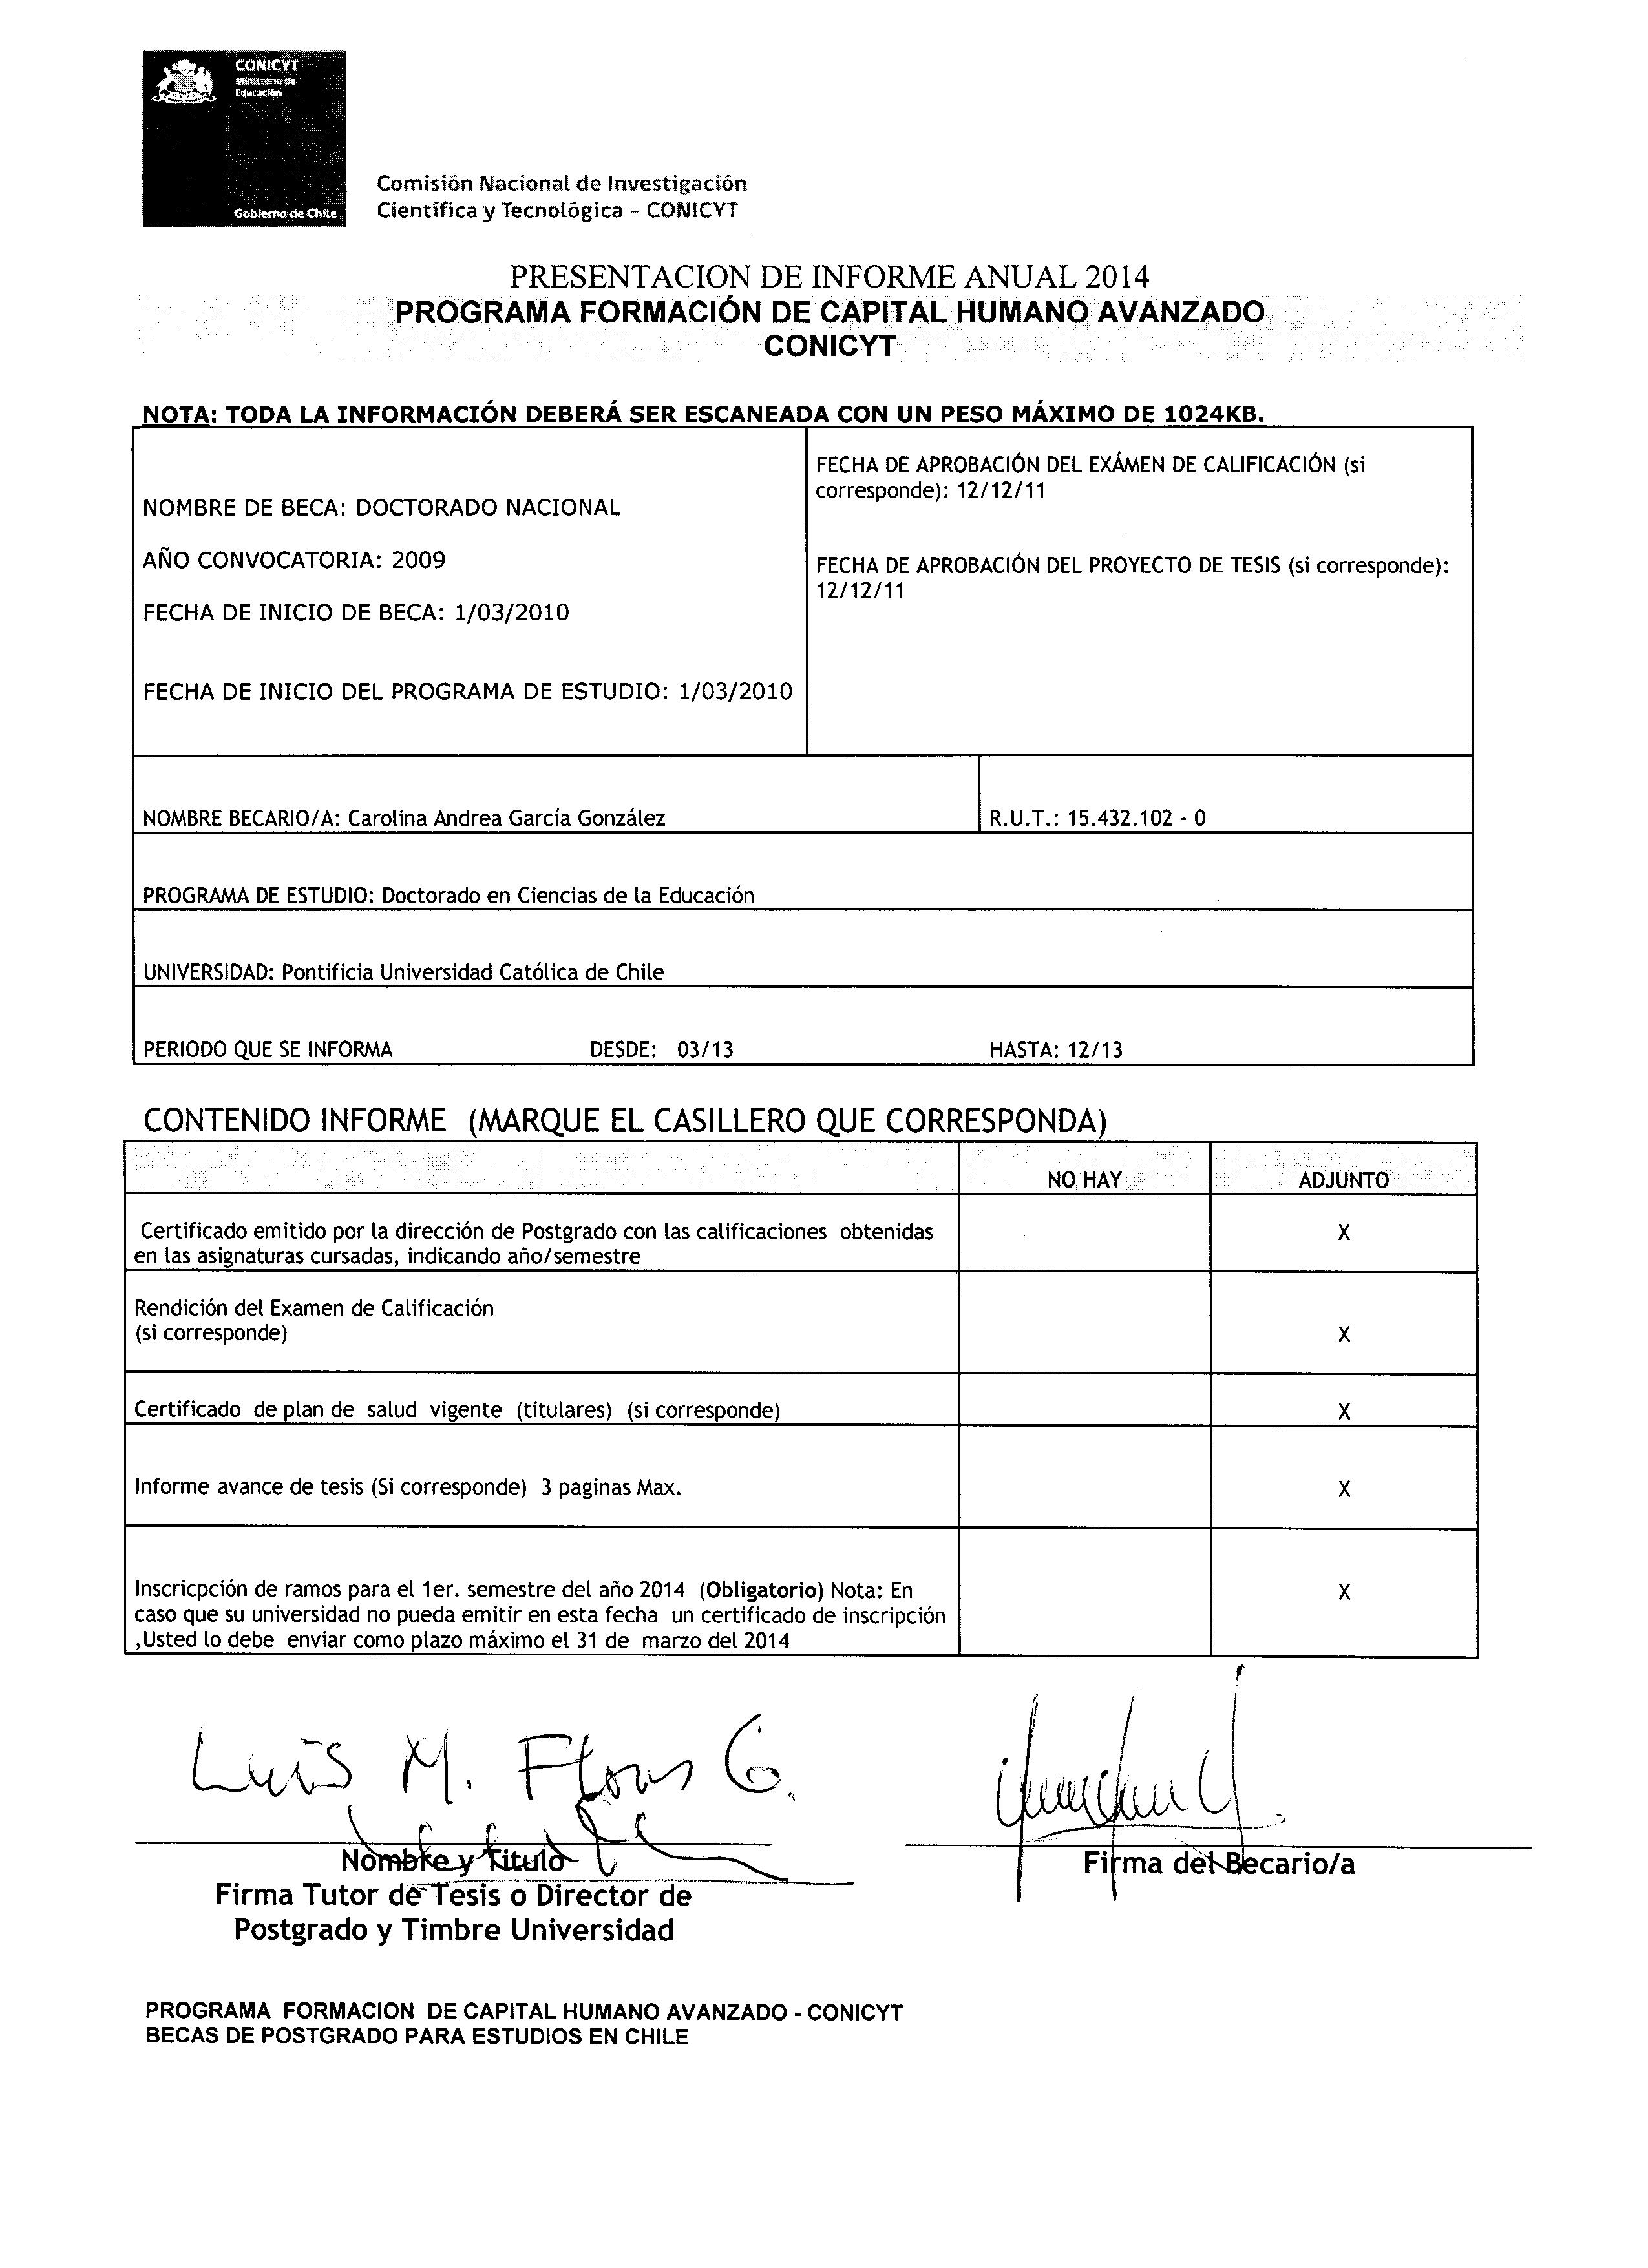 CONICYT
Ministerio de
Educación
Gobierno de Chile
Comisión Nacional de Investigación
Científica y Tecnológica - CONICYT
PRESENTACION DE INFORME ANUAL 2014
PROGRAMA FORMACIÓN DE CAPITAL HUMANO AVANZADO
CONICYT
NOTA: TODA LA INFORMACIÓN DEBERÁ SER ESCANEADA CON UN PESO MÁXIMO DE 1024KB.
NOMBRE DE BECA: DOCTORADO NACIONAL
AÑO CONVOCATORIA: 2009
FECHA DE INICIO DE BECA: 1/03/2010
FECHA DE INICIO DEL PROGRAMA DE ESTUDIO: 1/03/2010
FECHA DE APROBACIÓN DEL EXÁMEN DE CALIFICACIÓN (si
corresponde): 12/12/11
FECHA DE APROBACIÓN DEL PROYECTO DE TESIS (si corresponde):
12/12/11
NOMBRE BECARIO/A: Carolina Andrea García González
R.U.T.: 15.432.102 - 0
PROGRAMA DE ESTUDIO: Doctorado en Ciencias de la Educación
UNIVERSIDAD: Pontificia Universidad Católica de Chile
PERIODO QUE SE INFORMA DESDE: 03/13 HASTA: 12/13
CONTENIDO INFORME (MARQUE EL CASILLERO QUE CORRESPONDA)
NO HAY ADJUNTO
Certificado emitido por la dirección de Postgrado con las calificaciones obtenidas X
en las asignaturas cursadas, indicando año/semestre
Rendición del Examen de Calificación
(si corresponde) X
Certificado de plan de salud vigente (titulares) (si corresponde) X
Informe avance de tesis (Si corresponde) 3 paginas Max. X
Inscricpción de ramos para el 1er. semestre del año 2014 (Obligatorio) Nota: En X
caso que su universidad no pueda emitir en esta fecha un certificado de inscripción
,Usted lo debe enviar como plazo máximo el 31 de marzo del 2014
Luis M. Flores G.
Nombre y Titulo
Firma Tutor de Tesis o Director de
Postgrado y Timbre Universidad
Firma del Becario/a
PROGRAMA FORMACION DE CAPITAL HUMANO AVANZADO - CONICYT
BECAS DE POSTGRADO PARA ESTUDIOS EN CHILE